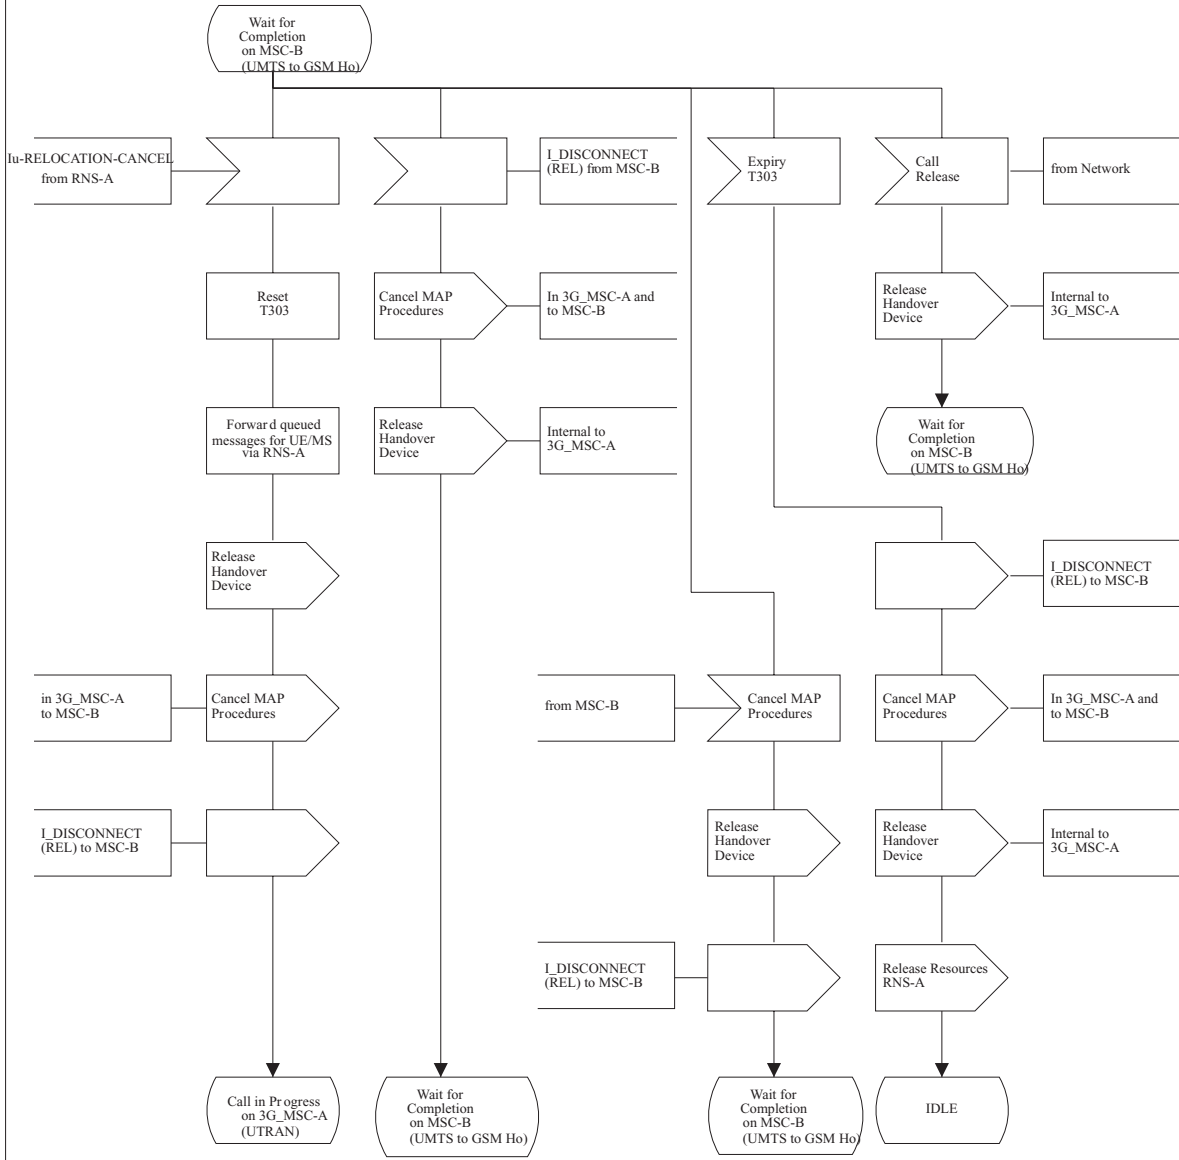 Wait for
Completion
on MSC-B
(UMTS to GSM Ho)
Iu-RELOCATION-CANCEL
from RNS-A
I_DISCONNECT
(REL) from MSC-B
Expiry
T303
Call
Release
from Network
Reset
T303
Cancel MAP
Procedures
In 3G_MSC-A and
to MSC-B
Release
Handover
Device
Internal to
3G_MSC-A
Forward queued
messages for UE/MS
via RNS-A
Release
Handover
Device
Internal to
3G_MSC-A
Wait for
Completion
on MSC-B
(UMTS to GSM Ho)
Release
Handover
Device
I_DISCONNECT
(REL) to MSC-B
in 3G_MSC-A
to MSC-B
Cancel MAP
Procedures
from MSC-B
Cancel MAP
Procedures
Cancel MAP
Procedures
In 3G_MSC-A and
to MSC-B
I_DISCONNECT
(REL) to MSC-B
Release
Handover
Device
Release
Handover
Device
Internal to
3G_MSC-A
I_DISCONNECT
(REL) to MSC-B
Release Resources
RNS-A
Call in Progress
on 3G_MSC-A
(UTRAN)
Wait for
Completion
on MSC-B
(UMTS to GSM Ho)
Wait for
Completion
on MSC-B
(UMTS to GSM Ho)
IDLE